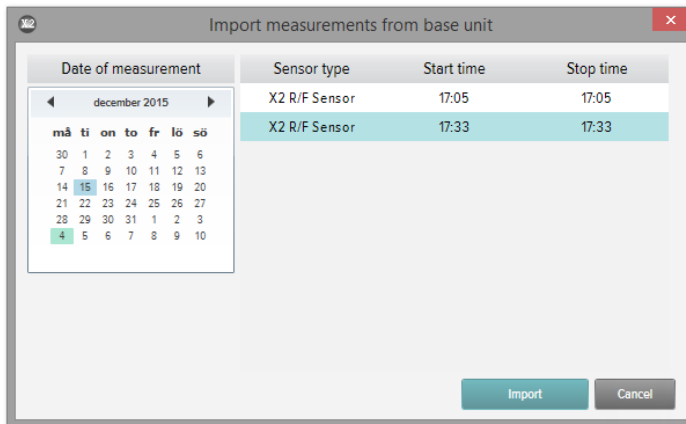 X2 Import measurements from base unit
Date of measurement
december 2015
må ti on to fr lö sö
30 1 2 3 4 5 6
7 8 9 10 11 12 13
14 15 16 17 18 19 20
21 22 23 24 25 26 27
28 29 30 31 1 2 3
4 5 6 7 8 9 10
Sensor type Start time Stop time
X2 R/F Sensor 17:05 17:05
X2 R/F Sensor 17:33 17:33
Import Cancel